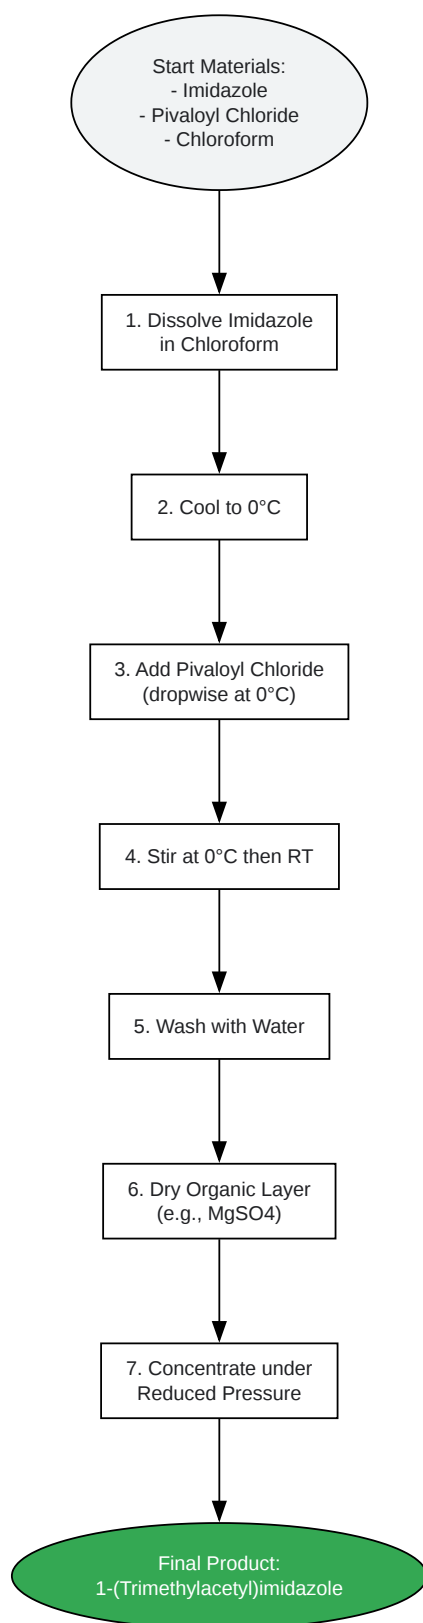 Start Materials:
- Imidazole
- Pivaloyl Chloride
- Chloroform
1. Dissolve Imidazole
in Chloroform
2. Cool to 0°C
3. Add Pivaloyl Chloride
(dropwise at 0°C)
4. Stir at 0°C then RT
5. Wash with Water
6. Dry Organic Layer
(e.g., MgSO4)
7. Concentrate under
Reduced Pressure
Final Product:
1-(Trimethylacetyl)imidazole